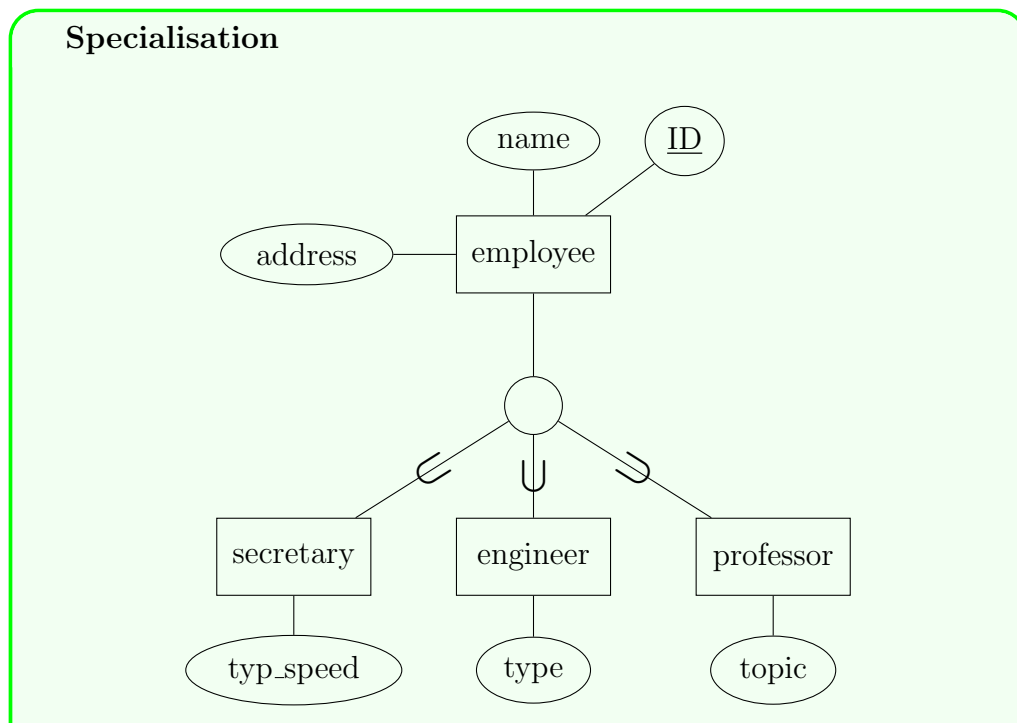 Specialisation
name
ID
address
employee
secretary
engineer
professor
typ_speed
type
topic